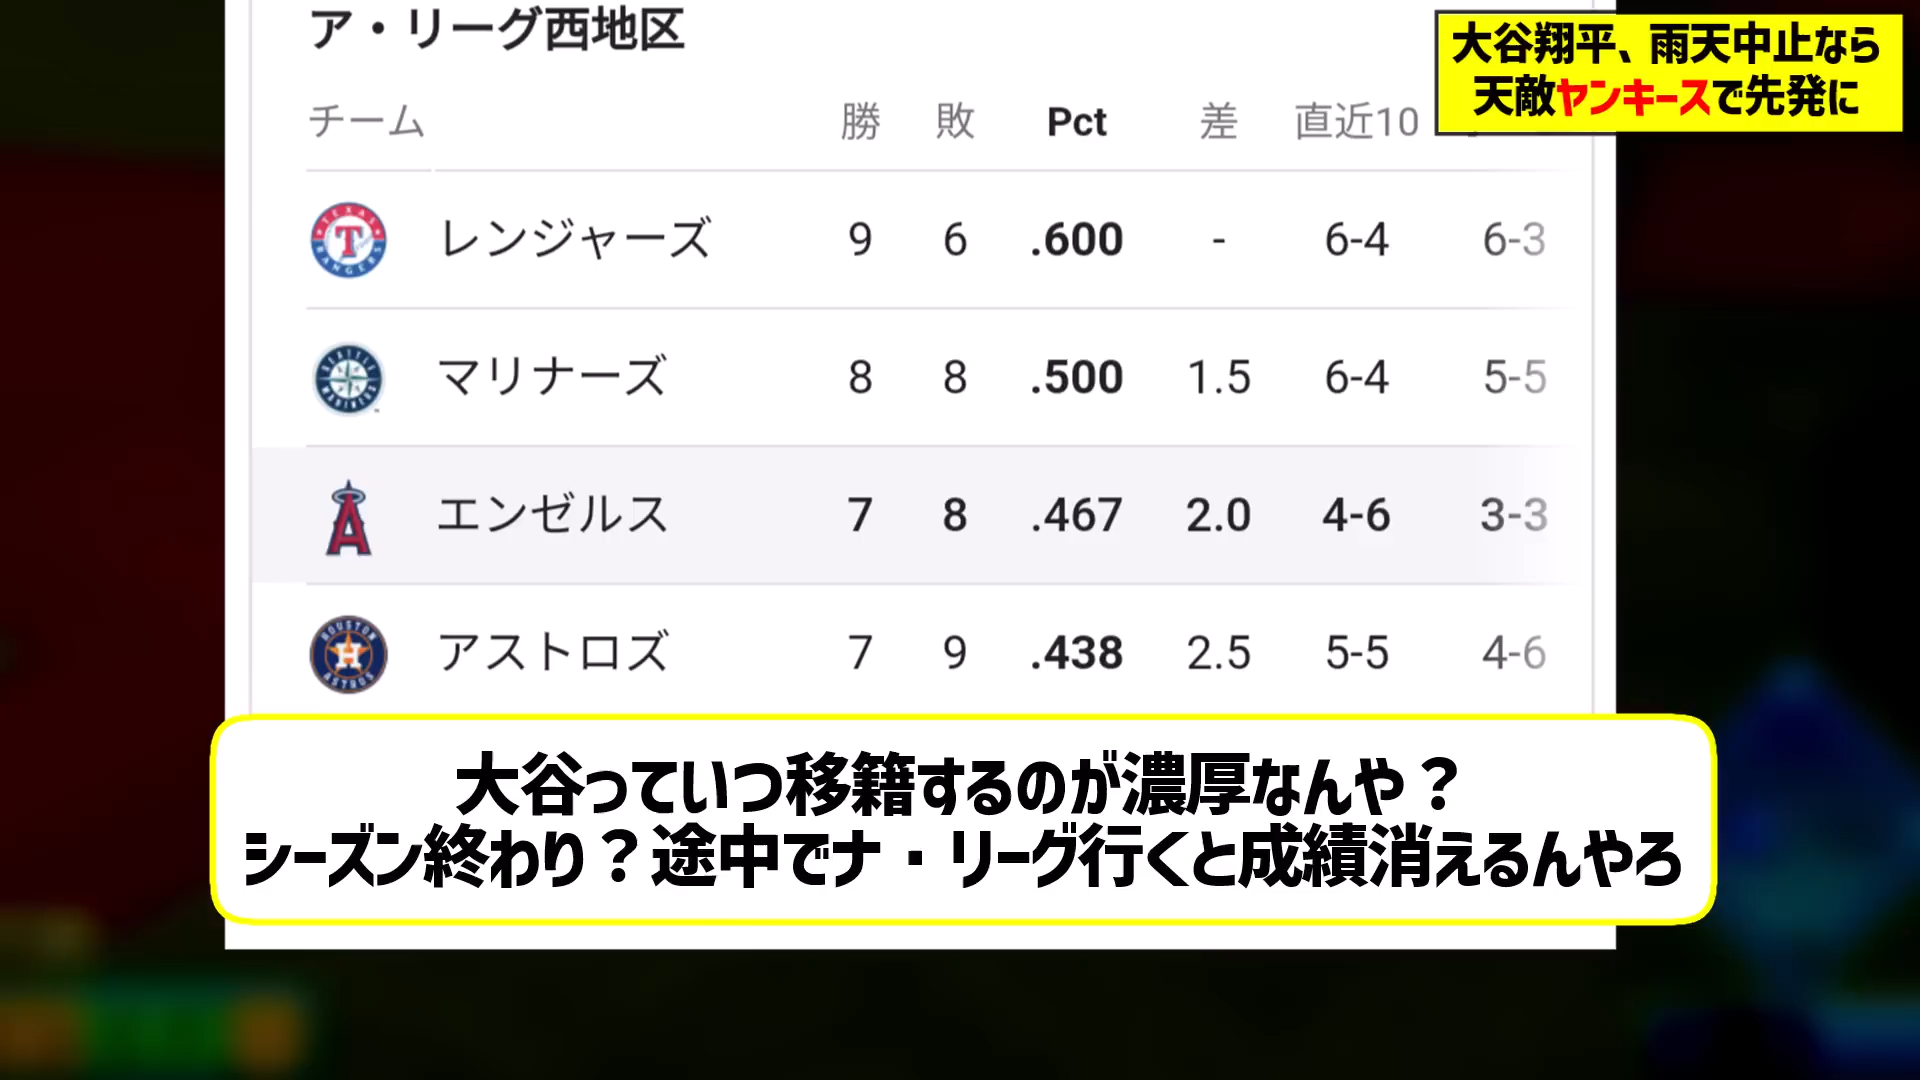 ア・リーグ西地区
大谷翔平、雨天中止なら
天敵ヤンキースで先発に
チーム 勝 敗 Pct 差 直近10
TEXAS RANGERS T レンジャーズ 9 6 .600 - 6-4 6-3
SEATTLE MARINERS マリナーズ 8 8 .500 1.5 6-4 5-5
A エンゼルス 7 8 .467 2.0 4-6 3-3
HOUSTON ASTROS H アストロズ 7 9 .438 2.5 5-5 4-6
大谷っていつ移籍するのが濃厚なんや？
シーズン終わり？途中でナ・リーグ行くと成績消えるんやろ